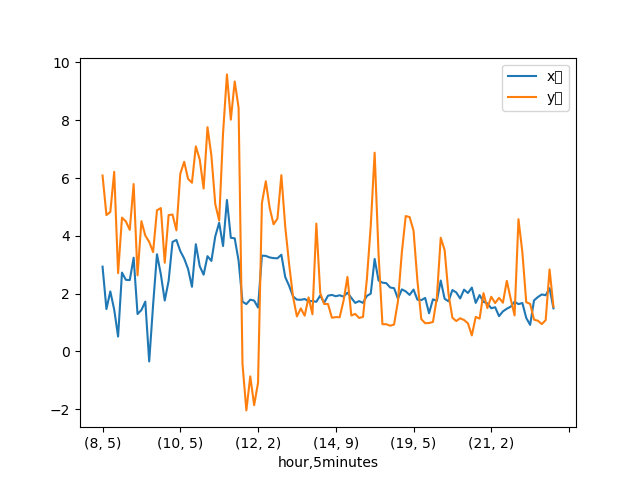 10
8
6
4
2
0
−2
x
y
(8, 5) (10, 5) (12, 2) (14, 9) (19, 5) (21, 2)
hour,5minutes